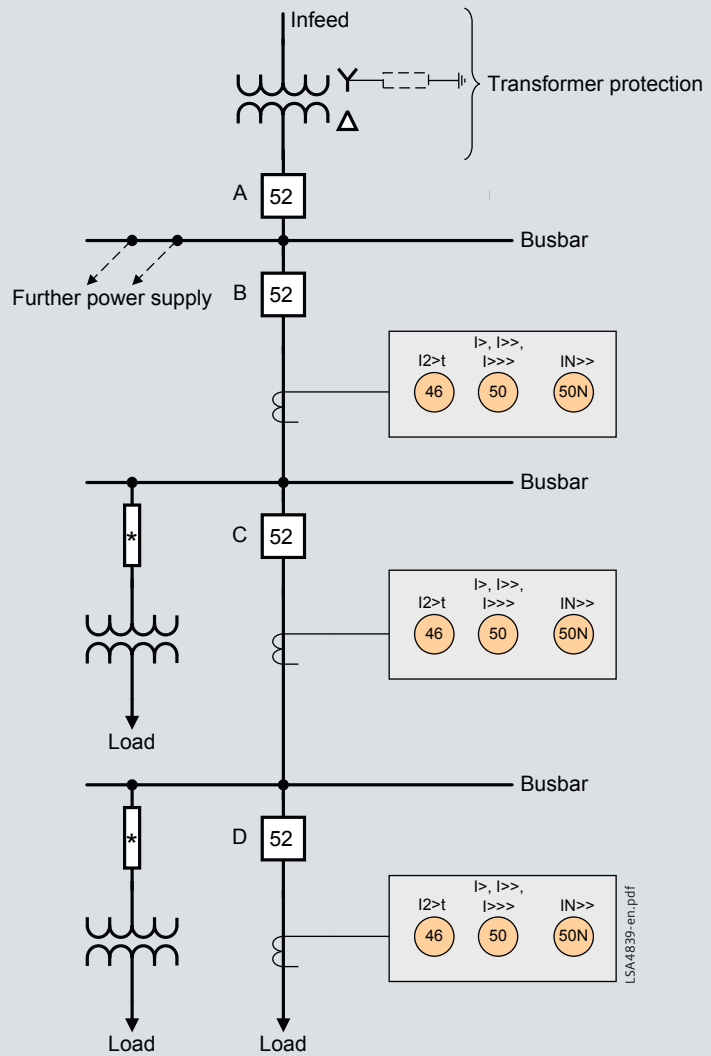 Infeed
Transformer protection
A
52
Busbar
Further power supply
B
52
I2>t
I>, I>>,
I>>>
IN>>
46
50
50N
Busbar
*
C
52
I2>t
I>, I>>,
I>>>
IN>>
46
50
50N
Load
Busbar
*
D
52
I2>t
I>, I>>,
I>>>
IN>>
46
50
50N
LSA4839-en.pdf
Load
Load